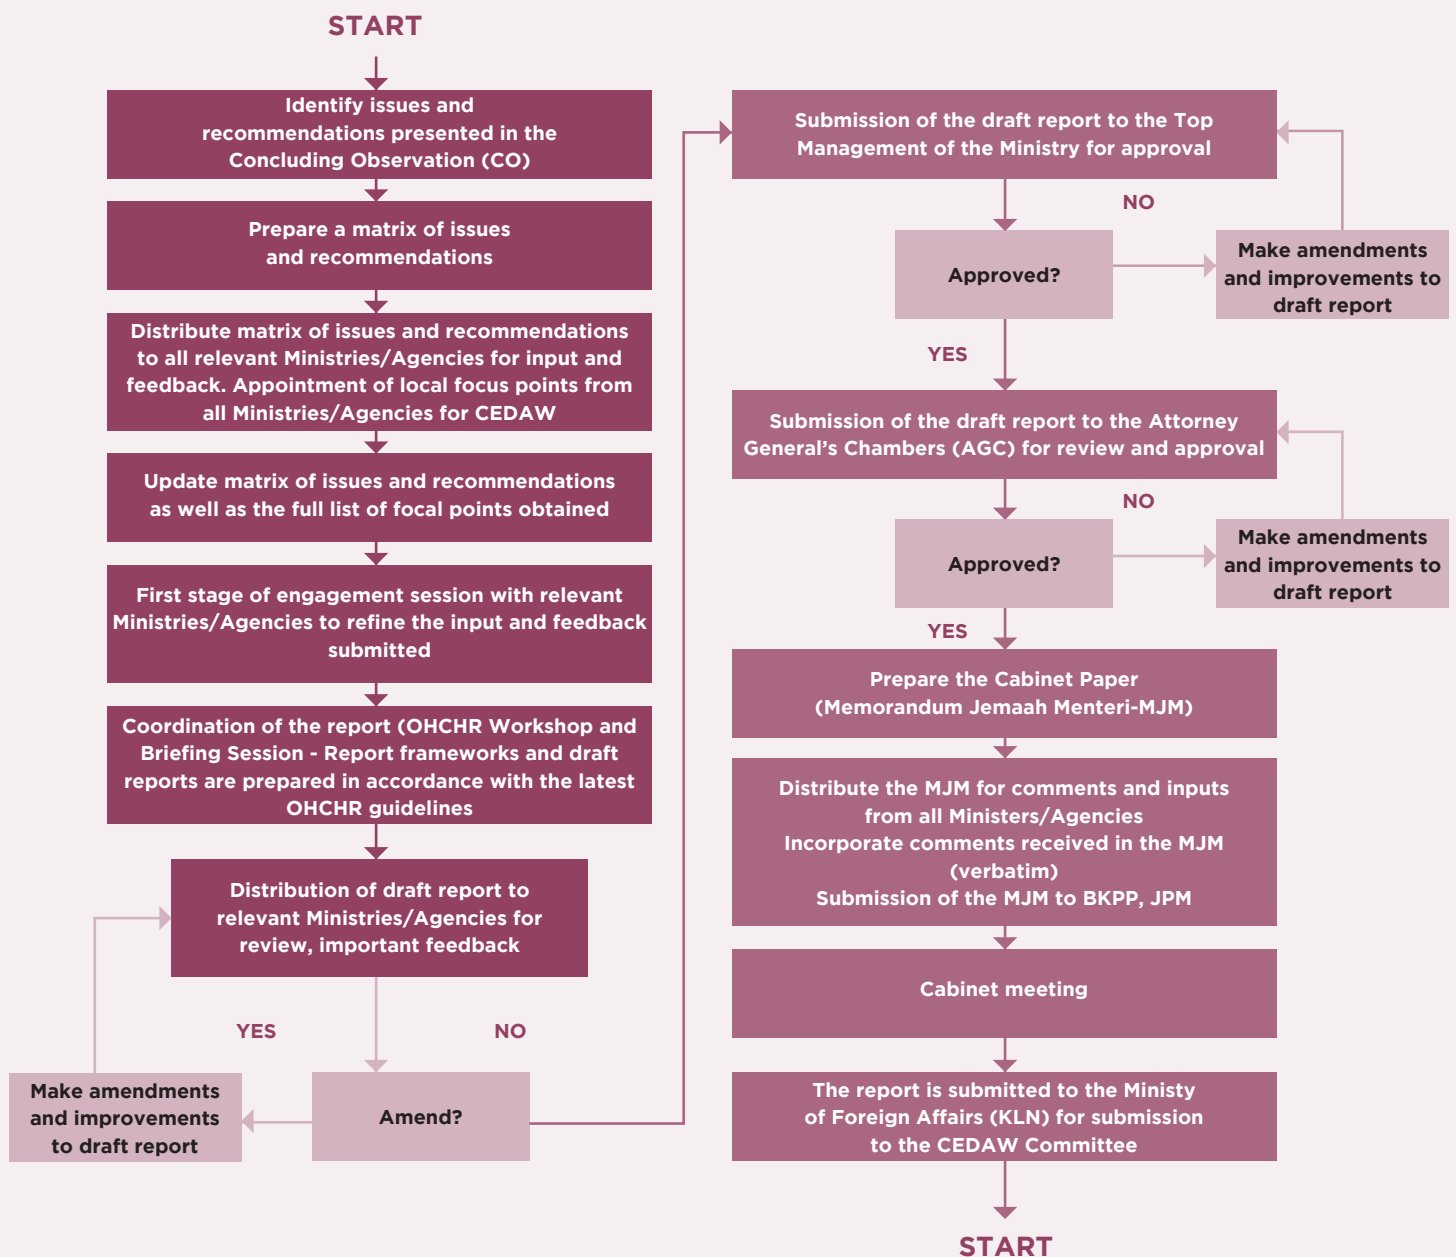 START
Identify issues and
recommendations presented in the
Concluding Observation (CO)
Prepare a matrix of issues
and recommendations
Distribute matrix of issues and recommendations
to all relevant Ministries/Agencies for input and
feedback. Appointment of local focus points from
all Ministries/Agencies for CEDAW
Update matrix of issues and recommendations
as well as the full list of focal points obtained
First stage of engagement session with relevant
Ministries/Agencies to refine the input and feedback
submitted
Coordination of the report (OHCHR Workshop and
Briefing Session - Report frameworks and draft
reports are prepared in accordance with the latest
OHCHR guidelines
Distribution of draft report to
relevant Ministries/Agencies for
review, important feedback
YES
NO
Make amendments
and improvements
to draft report
Amend?
Submission of the draft report to the Top
Management of the Ministry for approval
NO
Approved?
Make amendments
and improvements to
draft report
YES
Submission of the draft report to the Attorney
General's Chambers (AGC) for review and approval
NO
Approved?
Make amendments
and improvements to
draft report
YES
Prepare the Cabinet Paper
(Memorandum Jemaah Menteri-MJM)
Distribute the MJM for comments and inputs
from all Ministers/Agencies
Incorporate comments received in the MJM
(verbatim)
Submission of the MJM to BKPP, JPM
Cabinet meeting
The report is submitted to the Ministy
of Foreign Affairs (KLN) for submission
to the CEDAW Committee
START